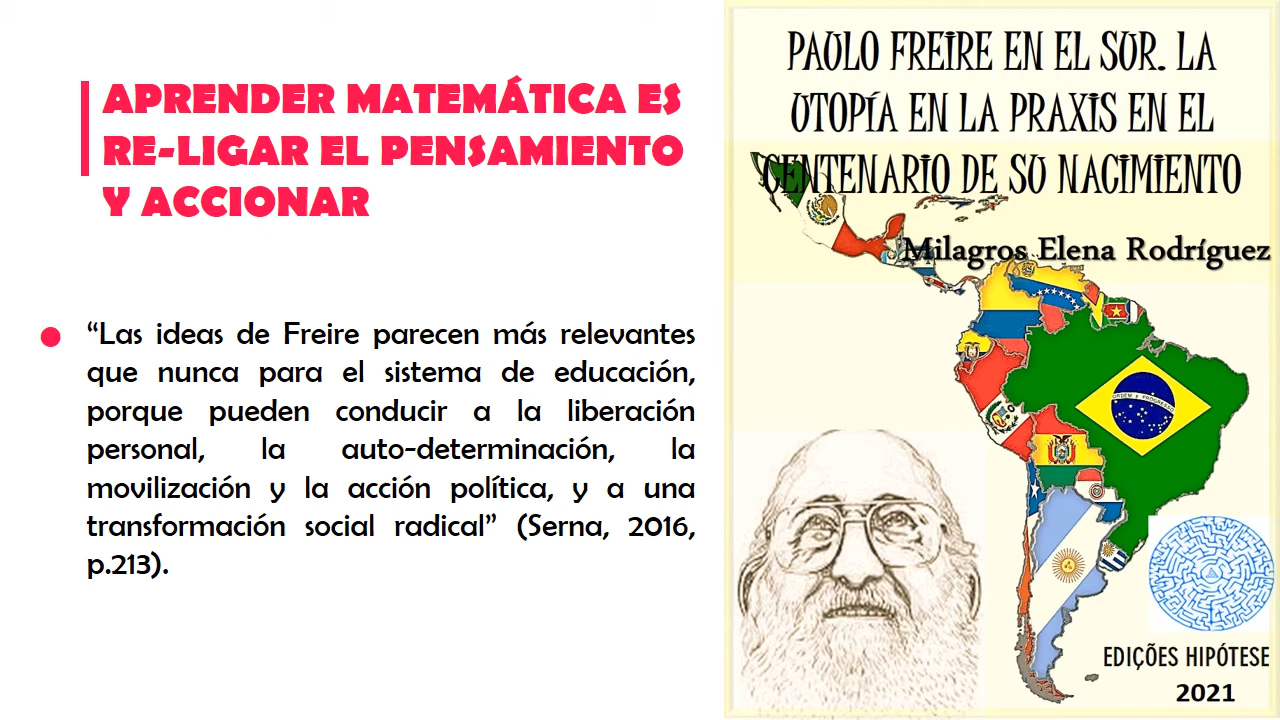 APRENDER MATEMÁTICA ES
RE-LIGAR EL PENSAMIENTO
Y ACCIONAR
“Las ideas de Freire parecen más relevantes
que nunca para el sistema de educación,
porque pueden conducir a la liberación
personal, la auto-determinación, la
movilización y la acción política, y a una
transformación social radical” (Serna, 2016,
p.213).
PAULO FREIRE EN EL SUR. LA
UTOPÍA EN LA PRAXIS EN EL
CENTENARIO DE SU NACIMIENTO
Milagros Elena Rodríguez
ORDEM E PROGRESSO
EDIÇÕES HIPÓTESE
2021